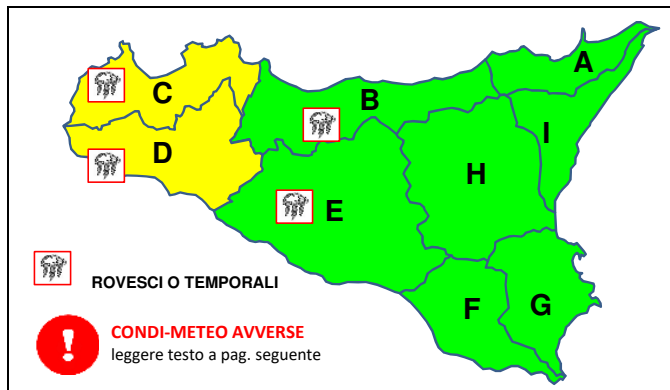 A
C
B
I
D
H
E
ROVESCI O TEMPORALI
F
G
CONDI-METEO AVVERSE
leggere testo a pag. seguente